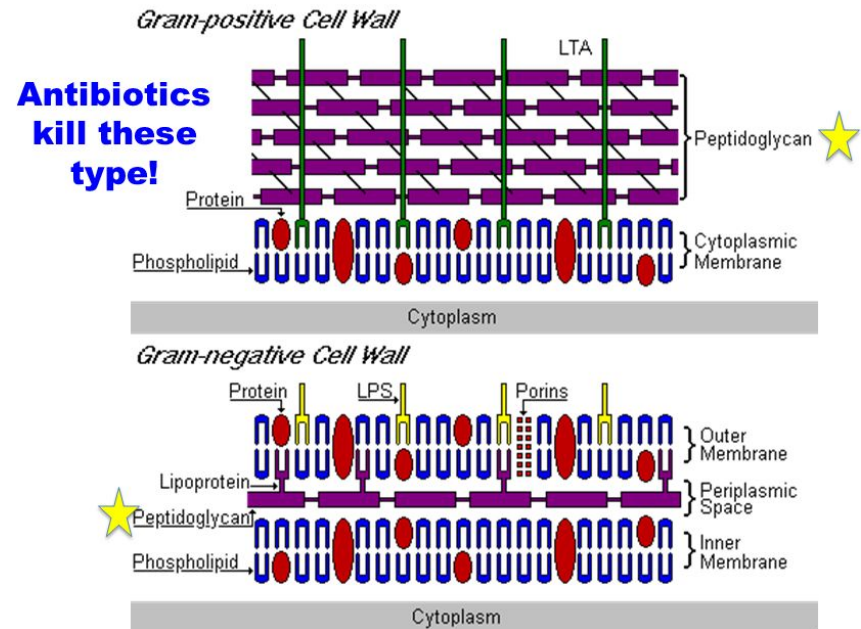 Gram-positive Cell Wall
LTA
Antibiotics
kill these
type!
Peptidoglycan
Protein
Cytoplasmic
Membrane
Phospholipid
Cytoplasm
Gram-negative Cell Wall
Protein
LPS
Porins
Outer
Membrane
Lipoprotein
Periplasmic
Space
Peptidoglycan
Phospholipid
Inner
Membrane
Cytoplasm